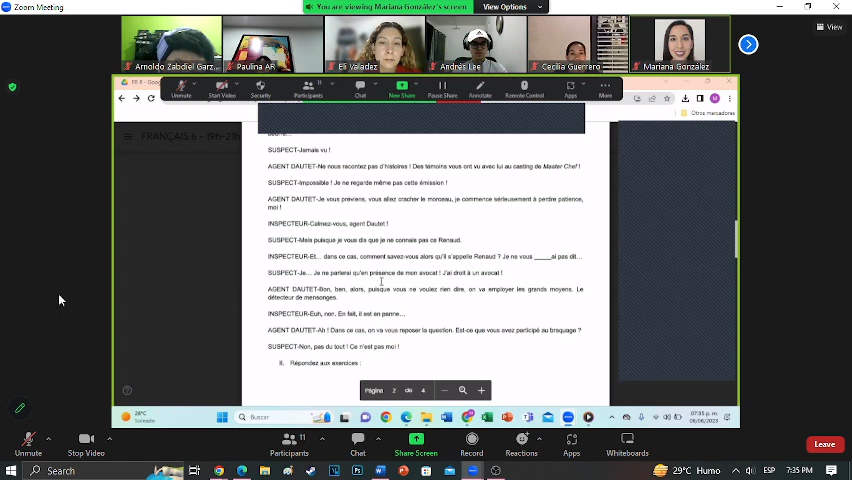 Zoom Meeting
You are viewing Mariana González's screen
View Options
View
Arnoldo Zabdiel Garz...
Paulina AR
Eli Valadez
Andrés Lee
Cecilia Guerrero
Mariana González
Unmute
Start Video
Security
Participants
11
Chat
New Share
Pause Share
Annotate
Remote Control
Apps
More
Otros marcadores
FRANÇAIS 6 - 19h-21h
SUSPECT-Jamais vu !
AGENT DAUTET-Ne nous racontez pas d'histoires ! Des témoins vous ont vu avec lui au casting de Master Chef !
SUSPECT-Impossible ! Je ne regarde même pas cette émission !
AGENT DAUTET-Je vous préviens, vous allez cracher le morceau, je commence sérieusement à perdre patience,
moi !
INSPECTEUR-Calmez-vous, agent Dautet !
SUSPECT-Mais puisque je vous dis que je ne connais pas ce Renaud.
INSPECTEUR-Et... dans ce cas, comment savez-vous alors qu'il s'appelle Renaud ? Je ne vous _____ai pas dit...
SUSPECT-Je... Je ne parlerai qu'en présence de mon avocat ! J'ai droit à un avocat !
AGENT DAUTET-Bon, ben, alors, puisque vous ne voulez rien dire, on va employer les grands moyens. Le
détecteur de mensonges.
INSPECTEUR-Euh, non. En fait, il est en panne...
AGENT DAUTET-Ah ! Dans ce cas, on va vous reposer la question. Est-ce que vous avez participé au braquage ?
SUSPECT-Non, pas du tout ! Ce n'est pas moi !
II. Répondez aux exercices :
Página 2 de 4
28°C
Soleado
Buscar
07:35 p. m.
06/06/2023
Unmute
Stop Video
Participants
11
Chat
Share Screen
Record
Reactions
Apps
Whiteboards
Leave
Search
29°C Humo
ESP
7:35 PM